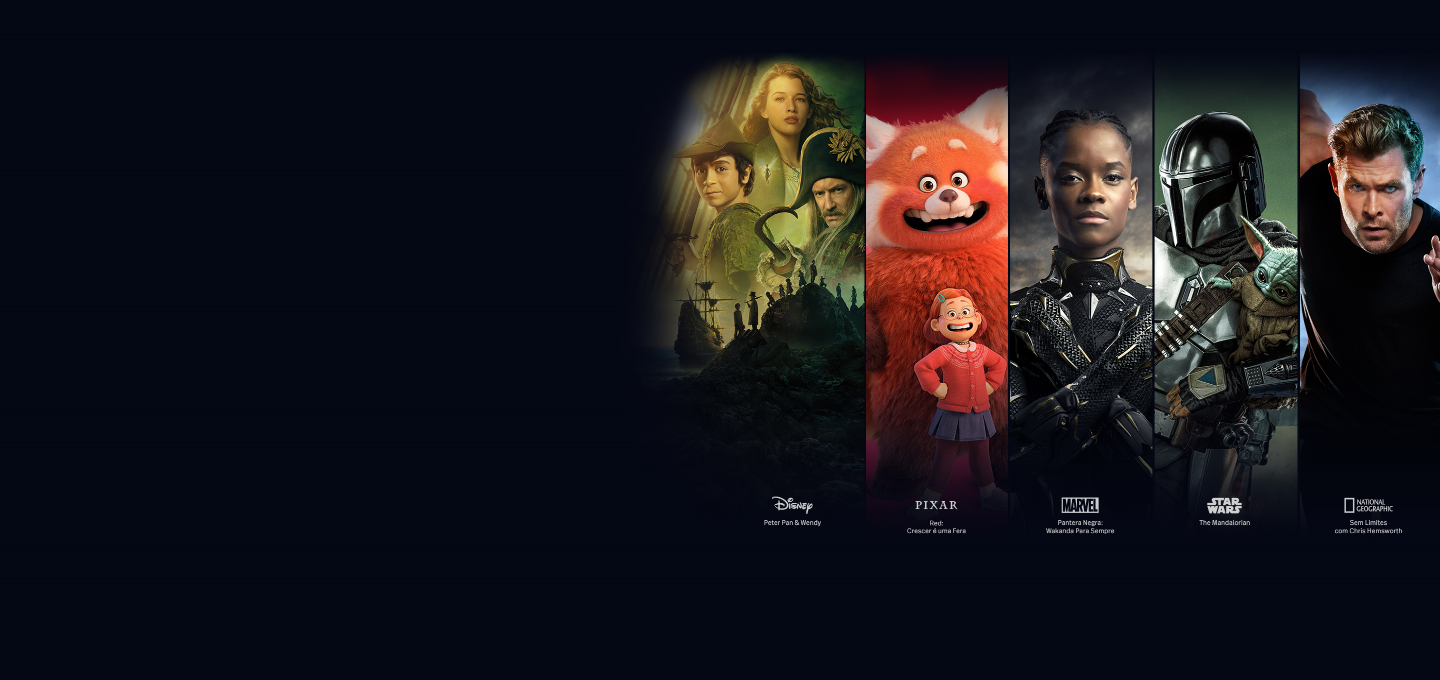 Disney
Peter Pan & Wendy
PIXAR
Red:
Crescer é uma Fera
MARVEL
Pantera Negra:
Wakanda Para Sempre
STAR
WARS
The Mandalorian
NATIONAL
GEOGRAPHIC
Sem Limites
com Chris Hemsworth